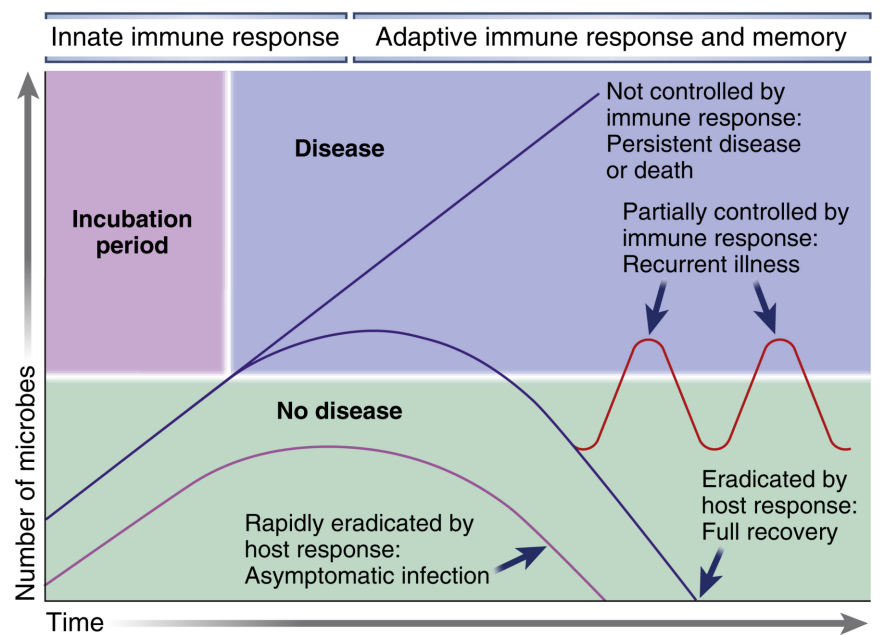 Innate immune response
Adaptive immune response and memory
Not controlled by
immune response:
Persistent disease
or death
Disease
Incubation
period
Partially controlled by
immune response:
Recurrent illness
Number of microbes
No disease
Eradicated by
host response:
Full recovery
Rapidly eradicated by
host response:
Asymptomatic infection
Time